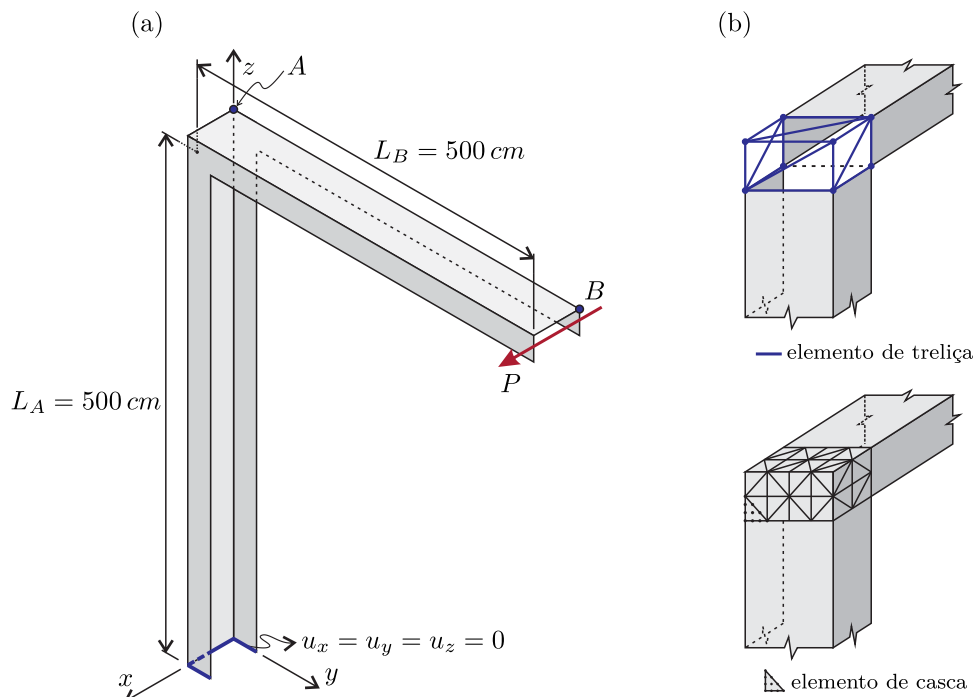 (a)
(b)
z
A
L_B = 500 cm
B
P
L_A = 500 cm
u_x = u_y = u_z = 0
x
y
elemento de treliça
elemento de casca